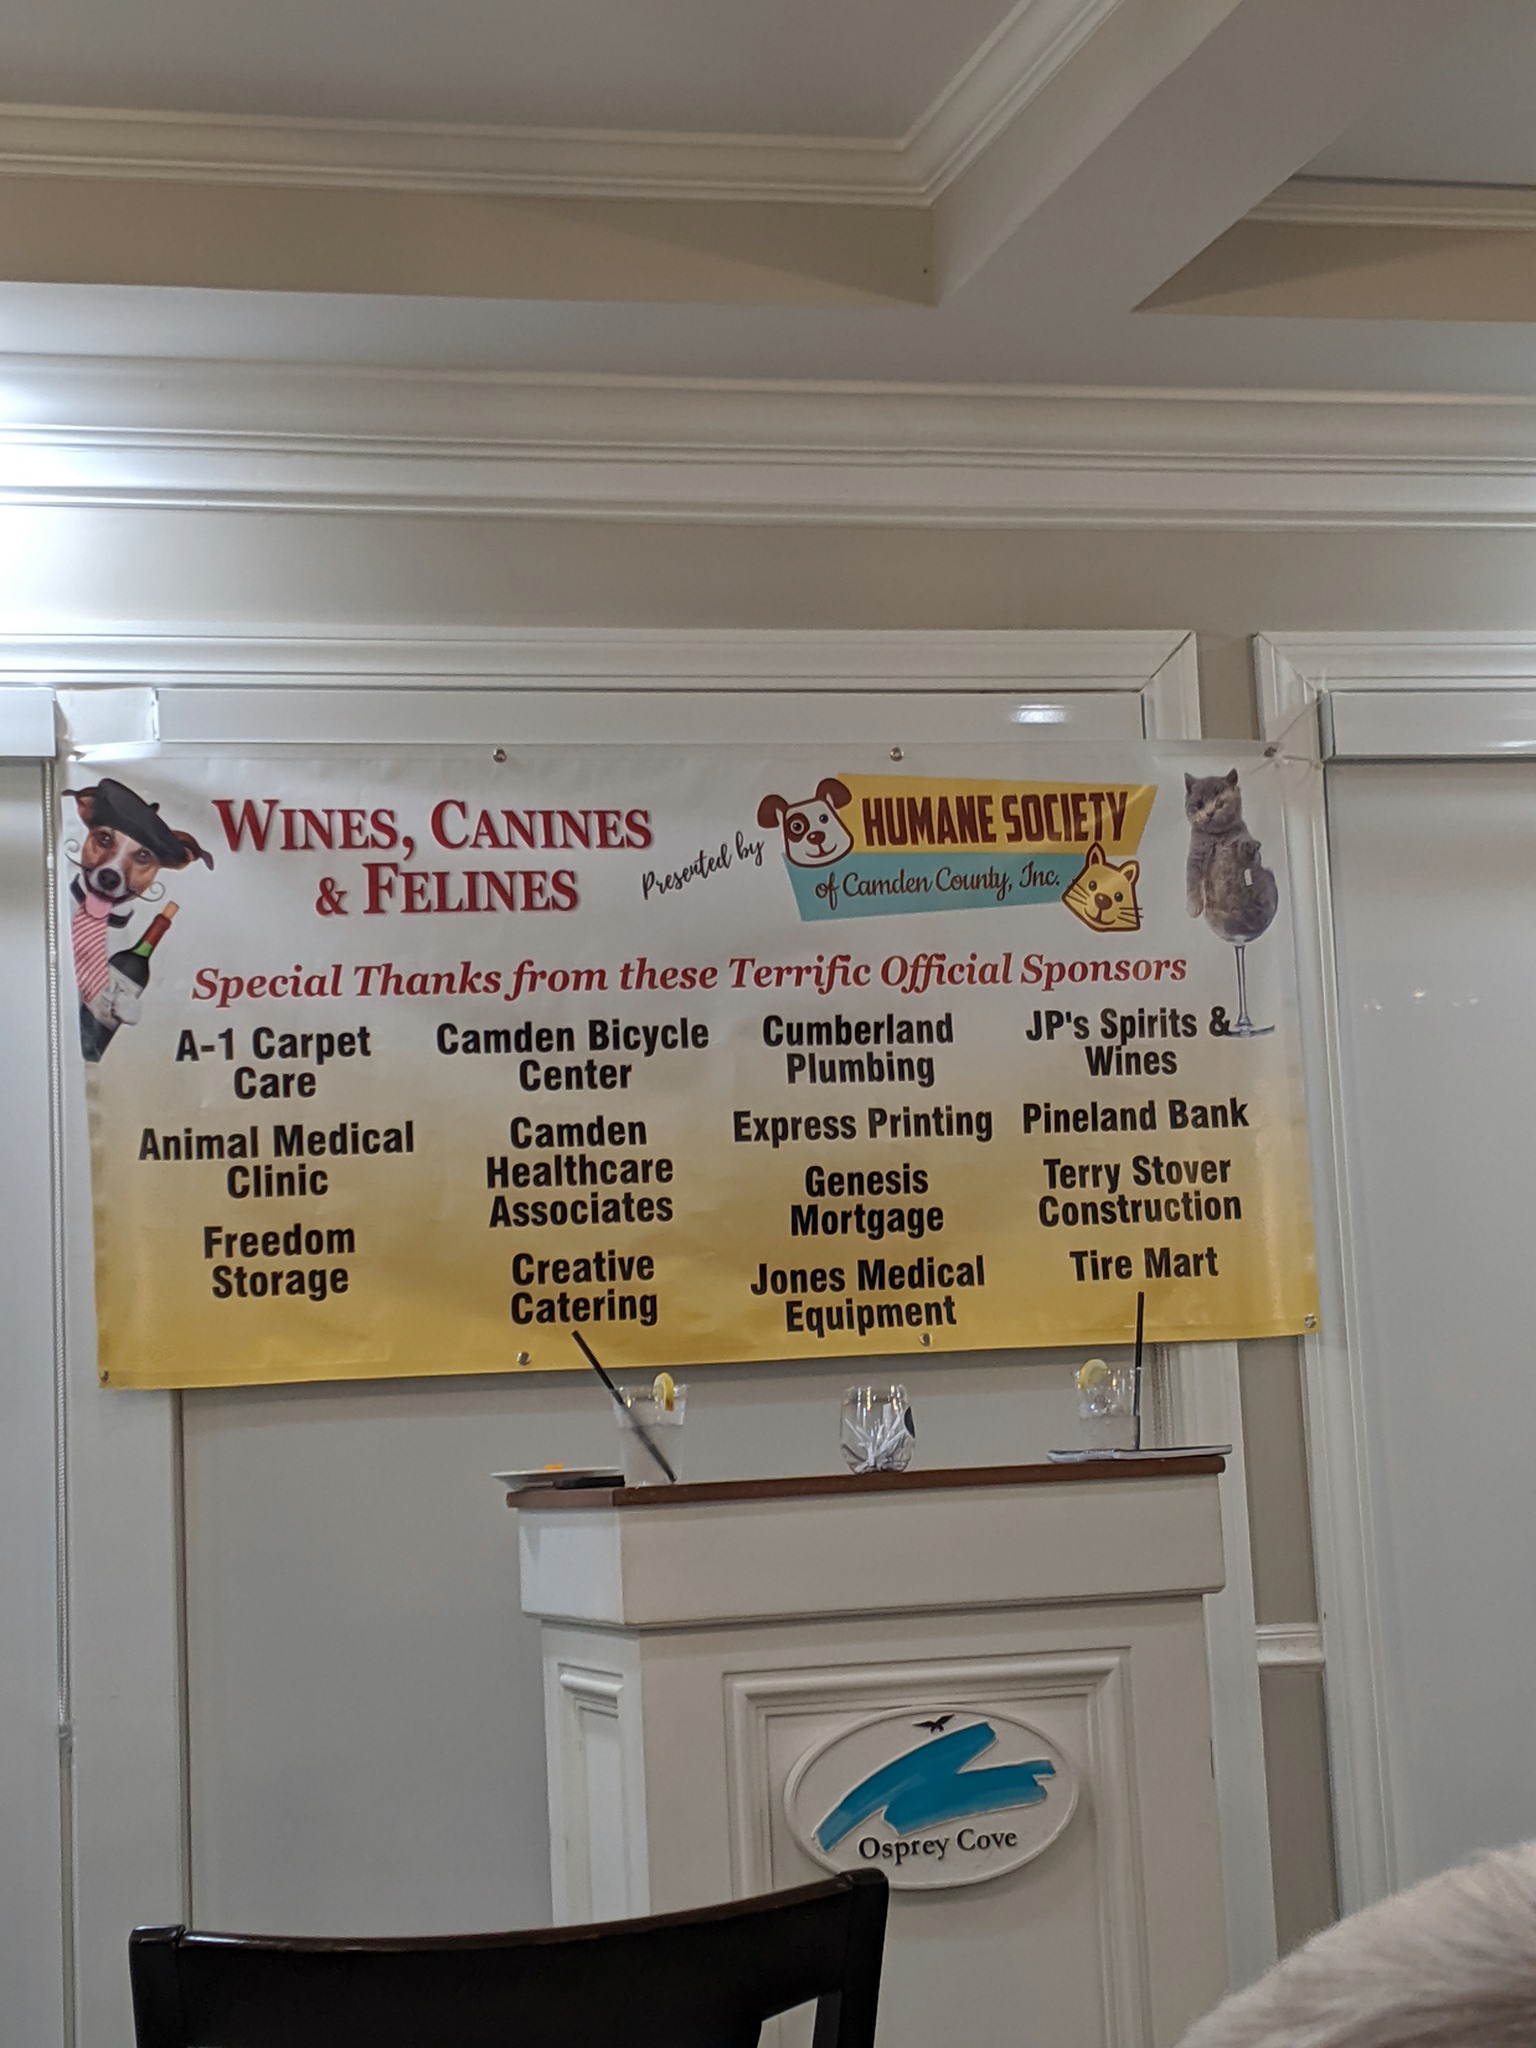 WINES, CANINES
& FELINES
Presented by
HUMANE SOCIETY
of Camden County, Inc.
Special Thanks from these Terrific Official Sponsors
A-1 Carpet
Care
Animal Medical
Clinic
Freedom
Storage
Camden Bicycle
Center
Camden
Healthcare
Associates
Creative
Catering
Cumberland
Plumbing
Express Printing
Genesis
Mortgage
Jones Medical
Equipment
JP's Spirits &
Wines
Pineland Bank
Terry Stover
Construction
Tire Mart
Osprey Cove